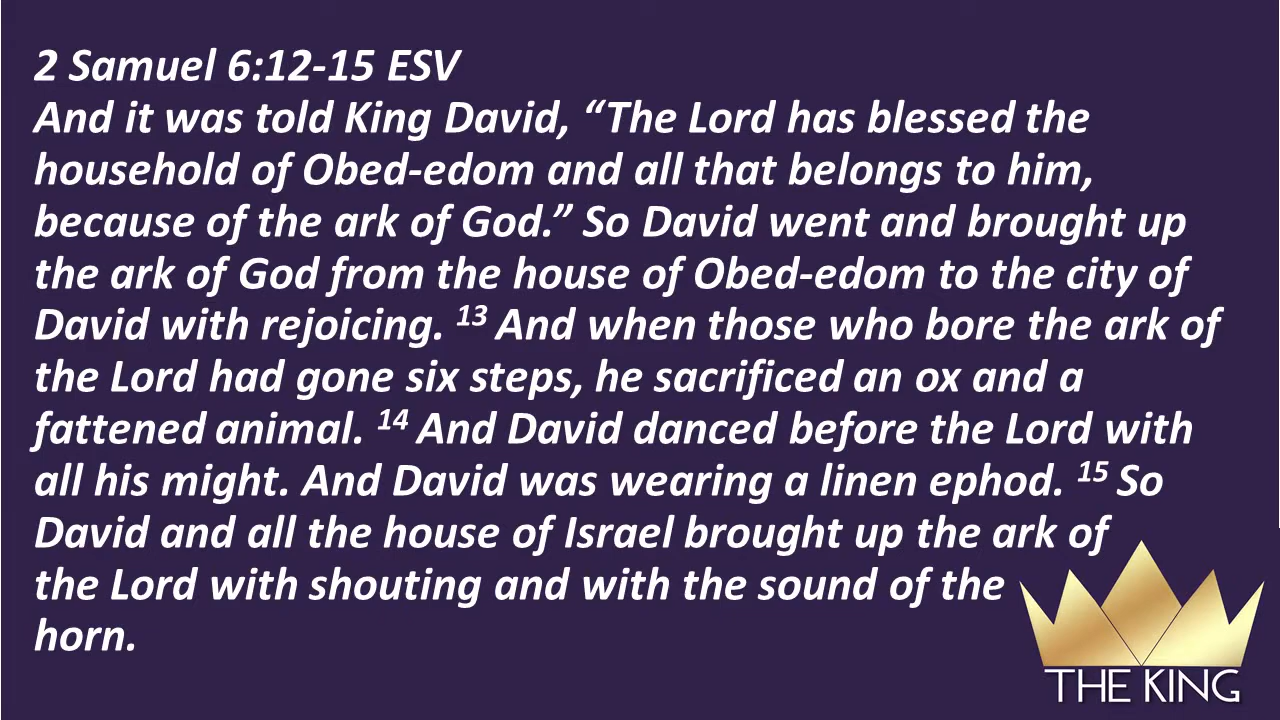 2 Samuel 6:12-15 ESV
And it was told King David, “The Lord has blessed the
household of Obed-edom and all that belongs to him,
because of the ark of God.” So David went and brought up
the ark of God from the house of Obed-edom to the city of
David with rejoicing. 13 And when those who bore the ark of
the Lord had gone six steps, he sacrificed an ox and a
fattened animal. 14 And David danced before the Lord with
all his might. And David was wearing a linen ephod. 15 So
David and all the house of Israel brought up the ark of
the Lord with shouting and with the sound of the
horn.
THE KING